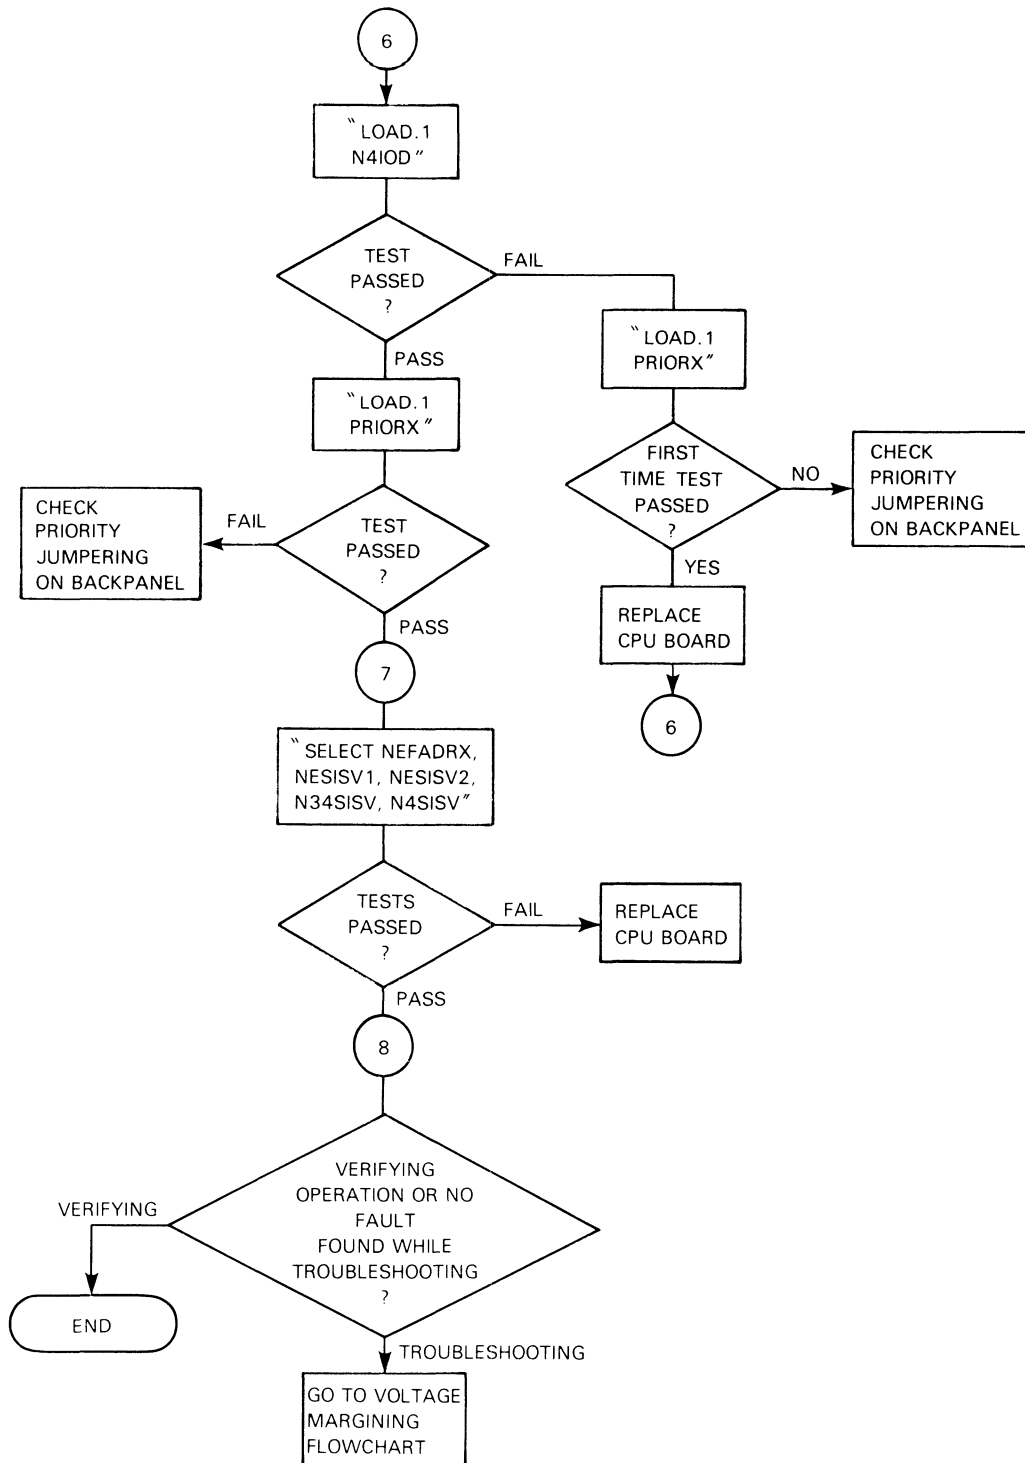 6
"LOAD.1
N4IOD"
TEST
PASSED
?
FAIL
PASS
"LOAD.1
PRIORX"
FIRST
TIME TEST
PASSED
?
NO
CHECK
PRIORITY
JUMPERING
ON BACKPANEL
YES
REPLACE
CPU BOARD
6
"LOAD.1
PRIORX"
TEST
PASSED
?
FAIL
CHECK
PRIORITY
JUMPERING
ON BACKPANEL
PASS
7
"SELECT NEFADRX,
NESISV1, NESISV2,
N34SISV, N4SISV"
TESTS
PASSED
?
FAIL
REPLACE
CPU BOARD
PASS
8
VERIFYING
OPERATION OR NO
FAULT
FOUND WHILE
TROUBLESHOOTING
?
VERIFYING
END
TROUBLESHOOTING
GO TO VOLTAGE
MARGINING
FLOWCHART